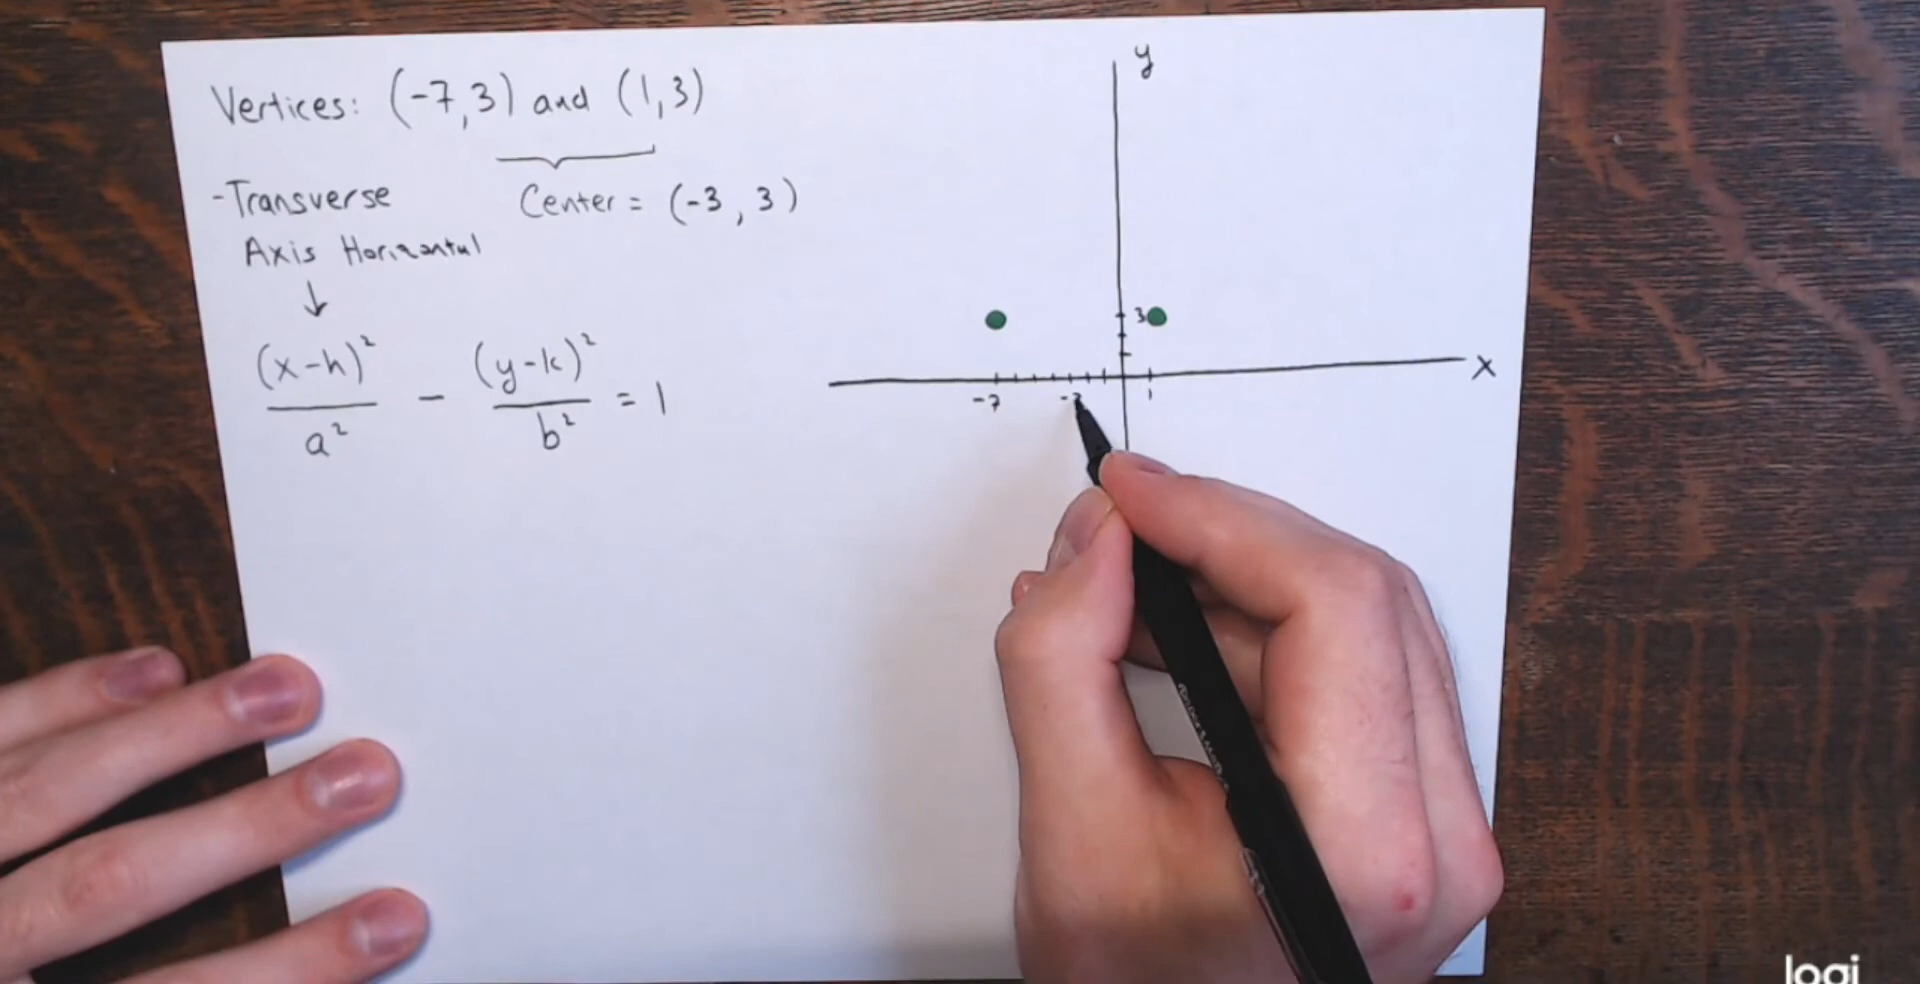 Vertices: (-7,3) and (1,3)
-Transverse
Axis Horizontal
Center = (-3, 3)
↓
(x-h)² / a² - (y-k)² / b² = 1
y
3
x
-7
1
logi